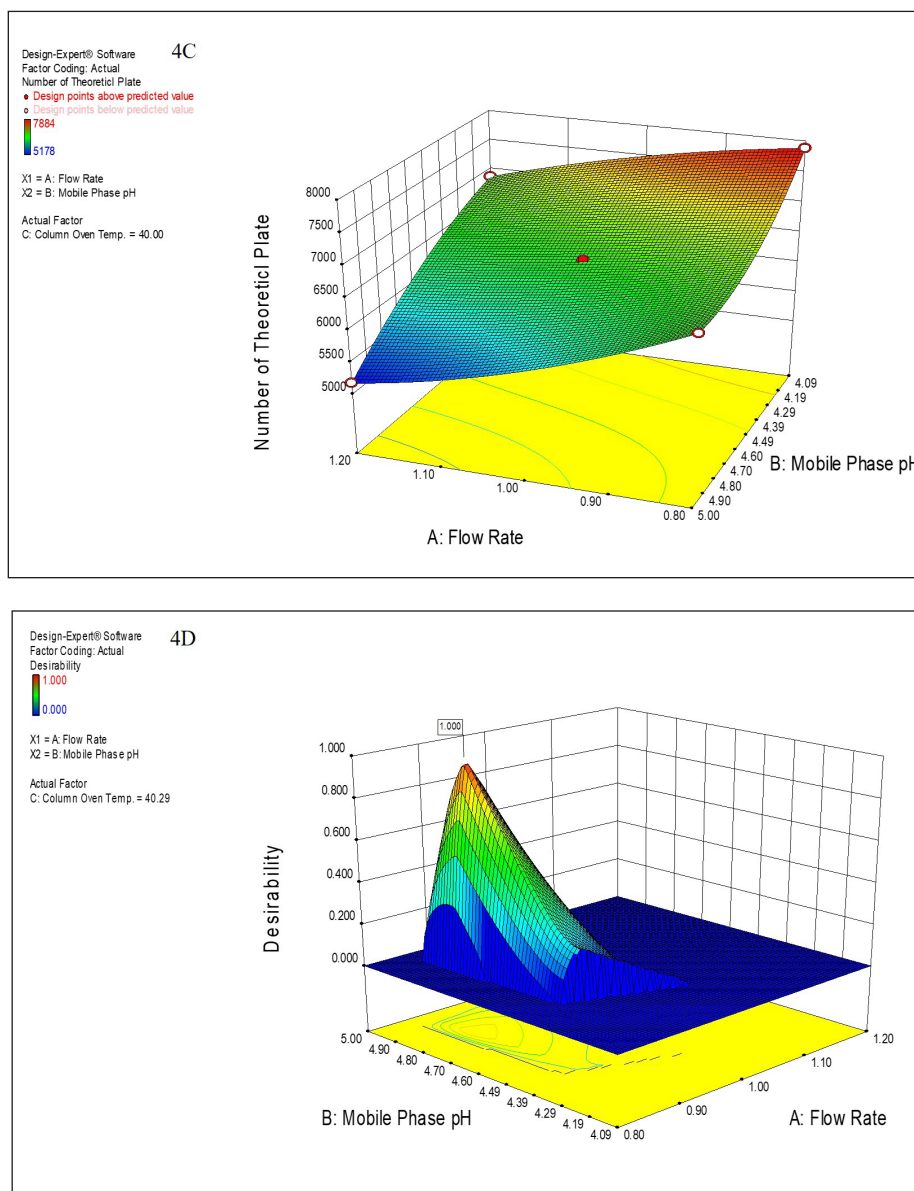 Design-Expert® Software
4C
Factor Coding: Actual
Number of Theoreticl Plate
Design points above predicted value
Design points below predicted value
7884
5178
X1 = A: Flow Rate
X2 = B: Mobile Phase pH
Actual Factor
C: Column Oven Temp. = 40.00
8000
7500
7000
6500
6000
5500
5000
Number of Theoreticl Plate
1.20
1.10
1.00
0.90
0.80
A: Flow Rate
4.09
4.19
4.29
4.39
4.49
4.60
4.70
4.80
4.90
5.00
B: Mobile Phase pH
Design-Expert® Software
4D
Factor Coding: Actual
Desirability
1.000
0.000
X1 = A: Flow Rate
X2 = B: Mobile Phase pH
Actual Factor
C: Column Oven Temp. = 40.29
1.000
1.000
0.800
0.600
0.400
0.200
0.000
Desirability
5.00
4.90
4.80
4.70
4.60
4.49
4.39
4.29
4.19
4.09
B: Mobile Phase pH
0.80
0.90
1.00
1.10
1.20
A: Flow Rate